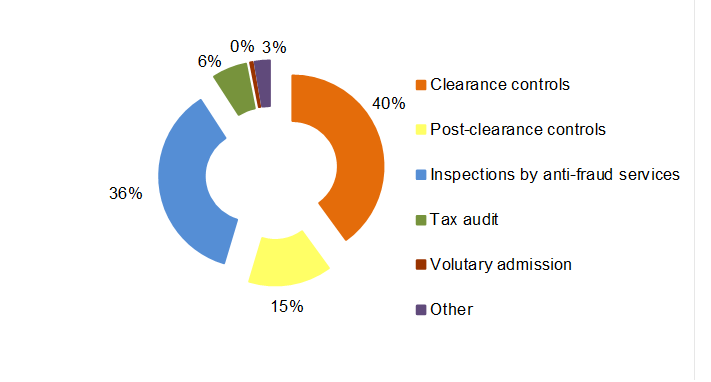 0% 3%
6%
40%
36%
15%
Clearance controls
Post-clearance controls
Inspections by anti-fraud services
Tax audit
Volutary admission
Other